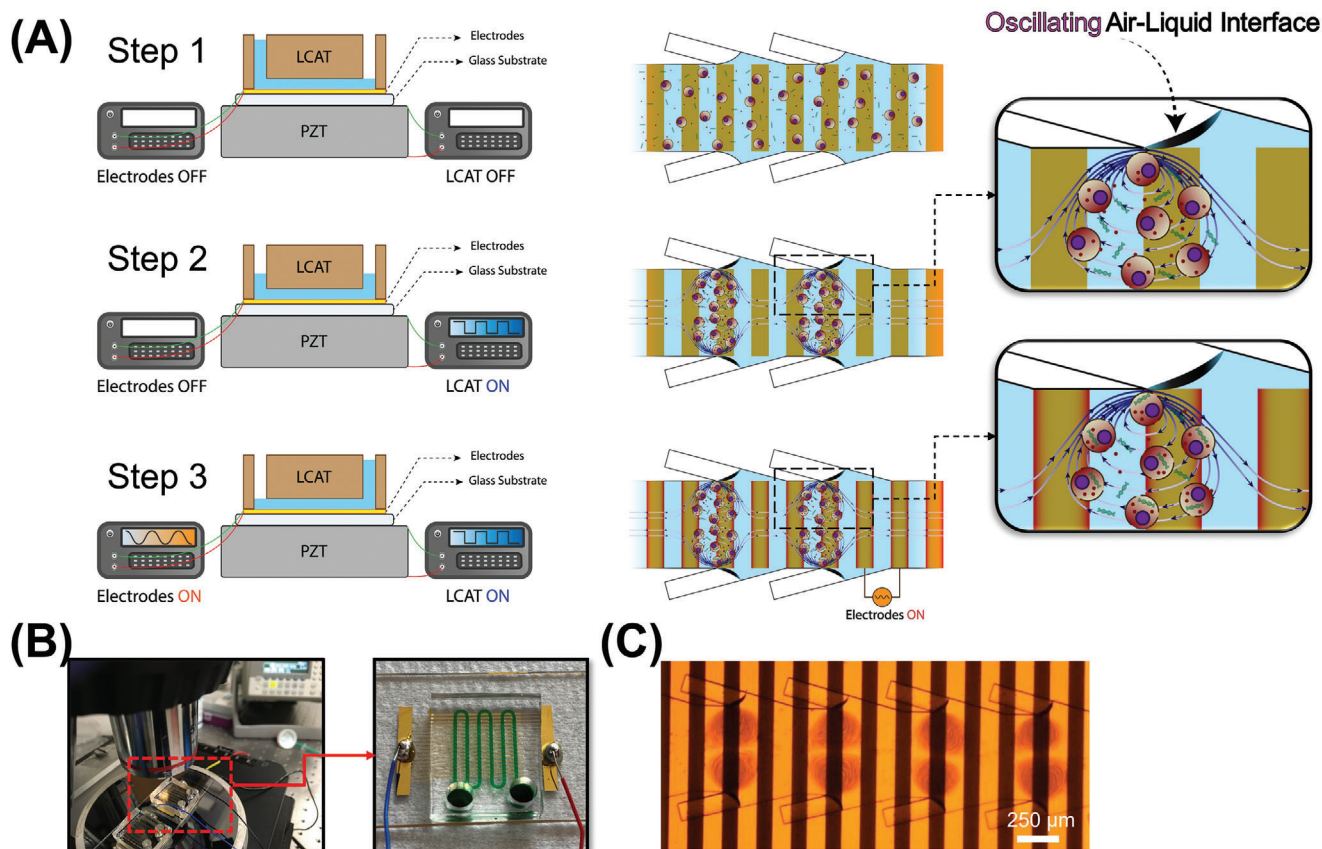 (A)
Step 1
LCAT
Electrodes
Glass Substrate
PZT
Electrodes OFF
LCAT OFF
Oscillating Air-Liquid Interface
Step 2
LCAT
Electrodes
Glass Substrate
PZT
Electrodes OFF
LCAT ON
Step 3
LCAT
Electrodes
Glass Substrate
PZT
Electrodes ON
LCAT ON
Electrodes ON
(B)
(C)
250 µm